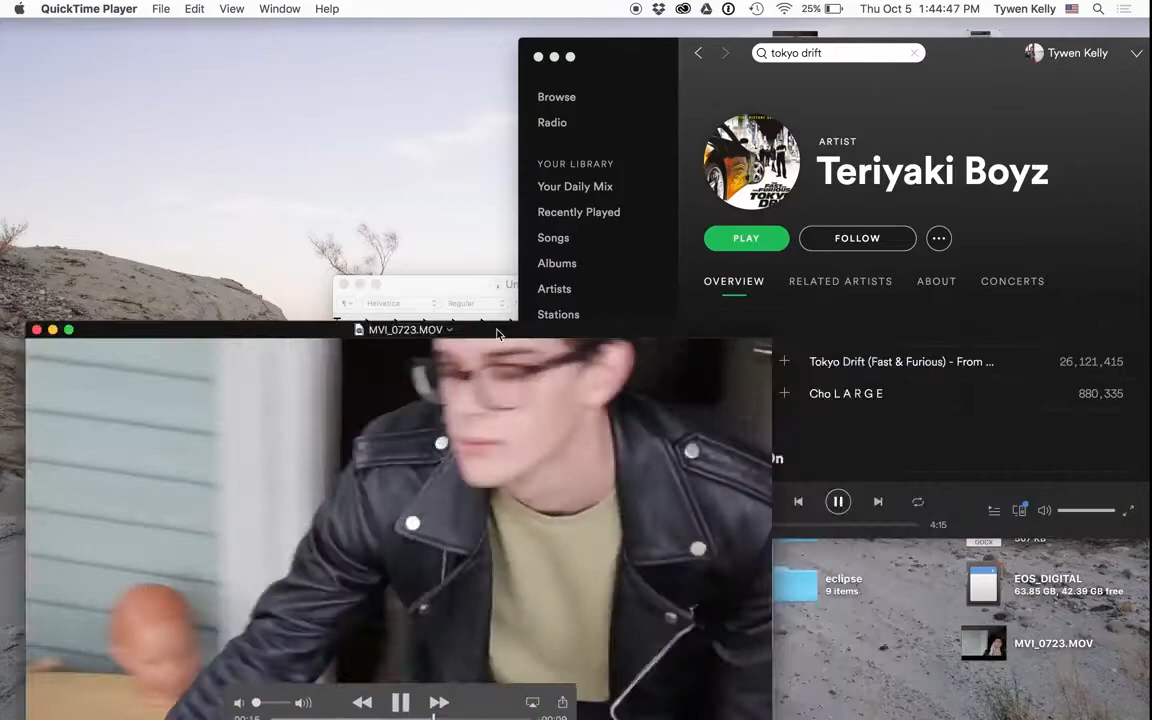 QuickTime Player File Edit View Window Help 25% Thu Oct 5 1:44:47 PM Tywen Kelly
tokyo drift
Tywen Kelly
Browse
Radio
YOUR LIBRARY
Your Daily Mix
Recently Played
Songs
Albums
Artists
Stations
ARTIST
Teriyaki Boyz
PLAY FOLLOW
OVERVIEW RELATED ARTISTS ABOUT CONCERTS
Tokyo Drift (Fast & Furious) - From ... 26,121,415
Cho L A R G E 880,335
4:15
Helvetica Regular
MVI_0723.MOV
DOCX
eclipse
9 items
EOS_DIGITAL
63.85 GB, 42.39 GB free
MVI_0723.MOV